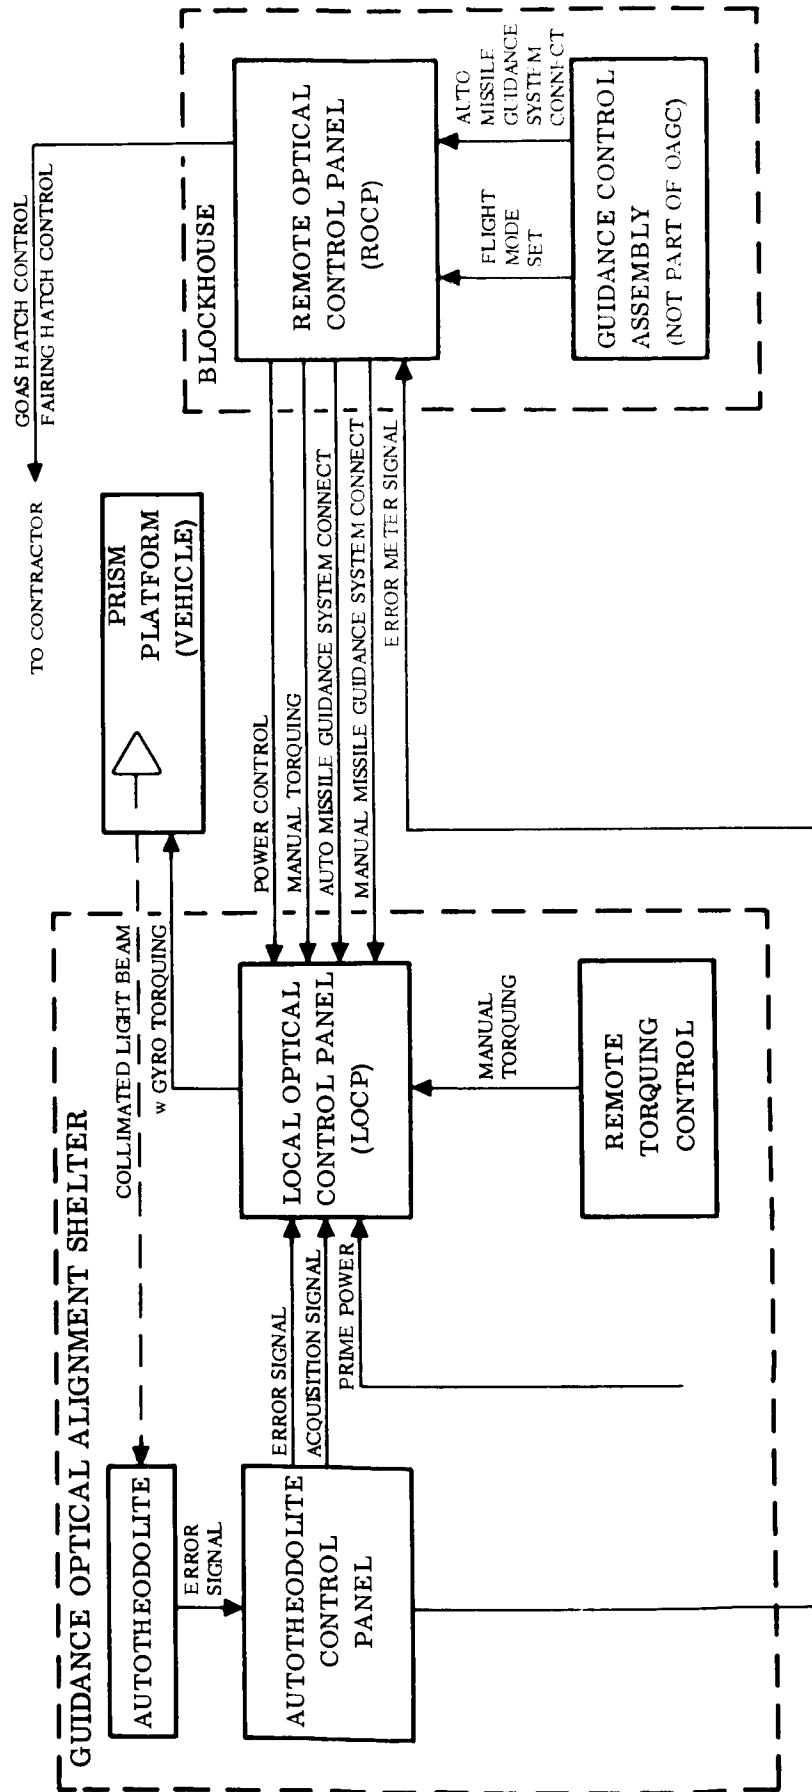 GOAS HATCH CONTROL
FAIRING HATCH CONTROL
TO CONTRACTOR
BLOCKHOUSE
REMOTE OPTICAL
CONTROL PANEL
(ROCP)
FLIGHT
MODE
SET
AUTO
MISSILE
GUIDANCE
SYSTEM
CONNECT
GUIDANCE CONTROL
ASSEMBLY
(NOT PART OF OAGC)
PRISM
PLATFORM
(VEHICLE)
POWER CONTROL
MANUAL TORQUING
AUTO MISSILE GUIDANCE SYSTEM CONNECT
MANUAL MISSILE GUIDANCE SYSTEM CONNECT
ERROR METER SIGNAL
GUIDANCE OPTICAL ALIGNMENT SHELTER
COLLIMATED LIGHT BEAM
w GYRO TORQUING
AUTOTHEODOLITE
ERROR
SIGNAL
AUTOTHEODOLITE
CONTROL
PANEL
ERROR SIGNAL
ACQUISITION SIGNAL
PRIME POWER
LOCAL OPTICAL
CONTROL PANEL
(LOCP)
MANUAL
TORQUING
REMOTE
TORQUING
CONTROL